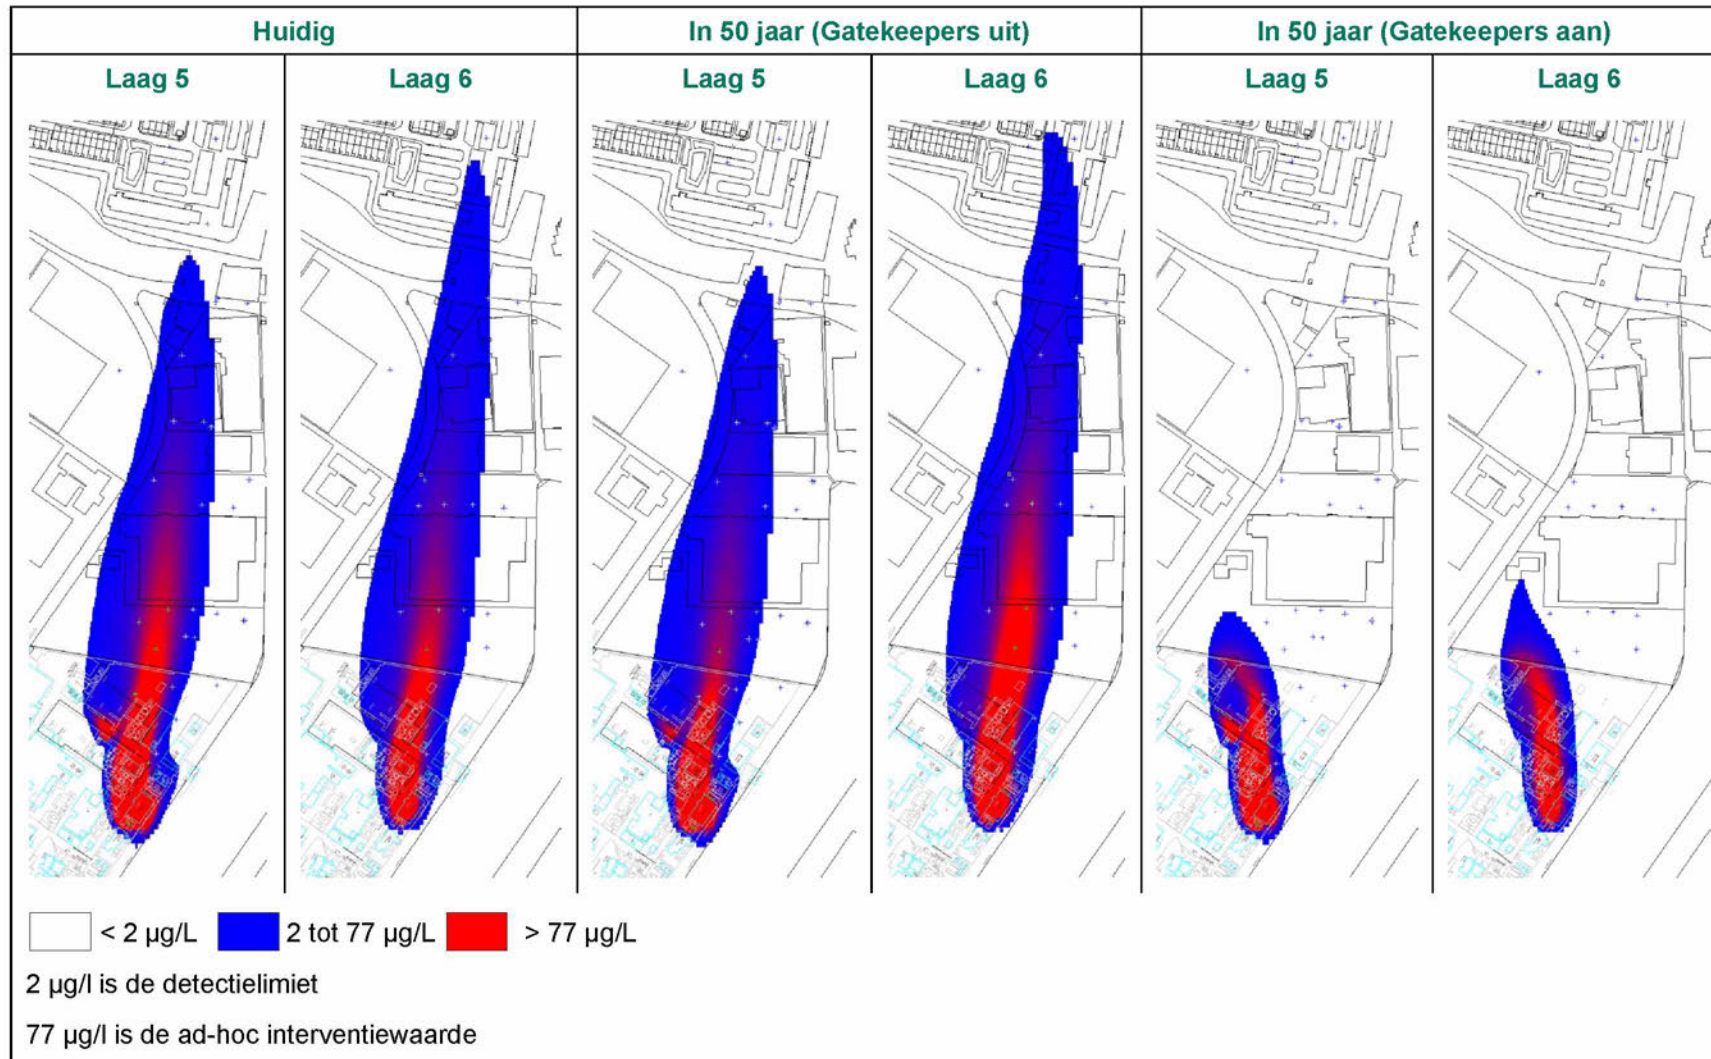 Huidig
In 50 jaar (Gatekeepers uit)
In 50 jaar (Gatekeepers aan)
Laag 5
Laag 6
Laag 5
Laag 6
Laag 5
Laag 6
< 2 µg/L
2 tot 77 µg/L
> 77 µg/L
2 µg/l is de detectielimiet
77 µg/l is de ad-hoc interventiewaarde